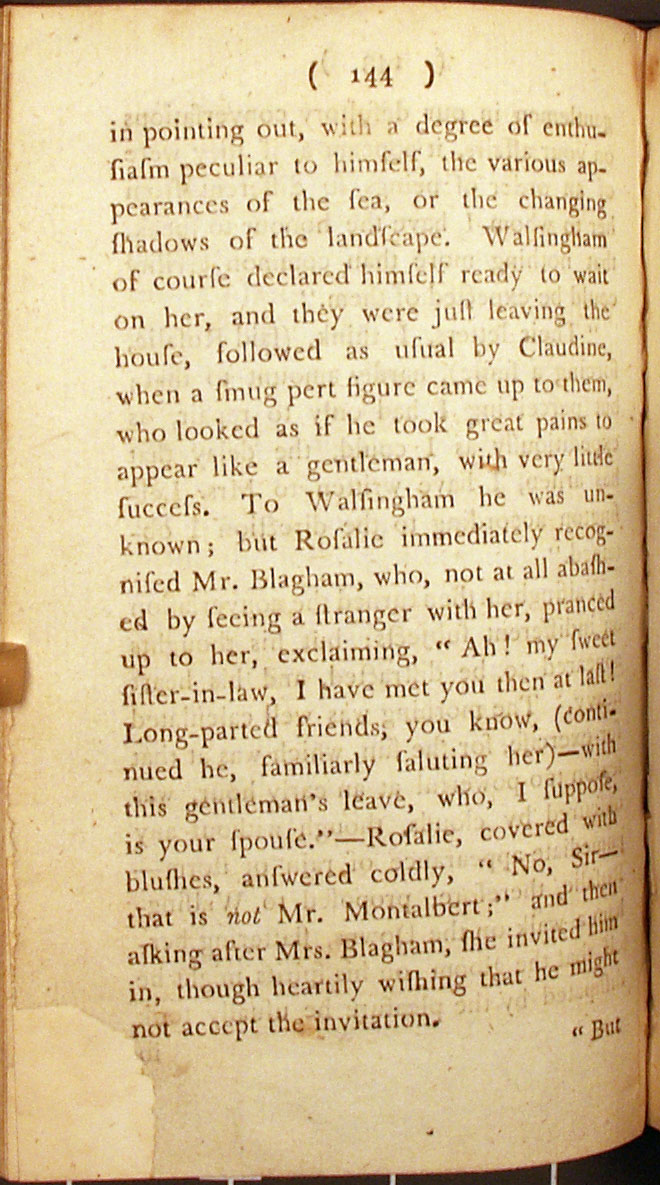 ( 144 )
in pointing out, with a degree of enthu-
ſiaſm peculiar to himſelf, the various ap-
pearances of the ſea, or the changing
ſhadows of the landſcape. Walſingham
of courſe declared himſelf ready to wait
on her, and they were juſt leaving the
houſe, followed as uſual by Claudine,
when a ſmug pert figure came up to them,
who looked as if he took great pains to
appear like a gentleman, with very little
ſucceſs. To Walſingham he was un-
known; but Roſalie immediately recog-
niſed Mr. Blagham, who, not at all abaſh-
ed by ſeeing a ſtranger with her, pranced
up to her, exclaiming, “ Ah! my ſweet
ſiſter-in-law, I have met you then at laſt!
Long-parted friends, you know, (conti-
nued he, familiarly ſaluting her)—with
this gentleman's leave, who, I ſuppoſe,
is your ſpouſe.”—Roſalie, covered with
bluſhes, anſwered coldly, “ No, Sir—
that is not Mr. Montalbert;” and then
aſking after Mrs. Blagham, ſhe invited him
in, though heartily wiſhing that he might
not accept the invitation.
“ But